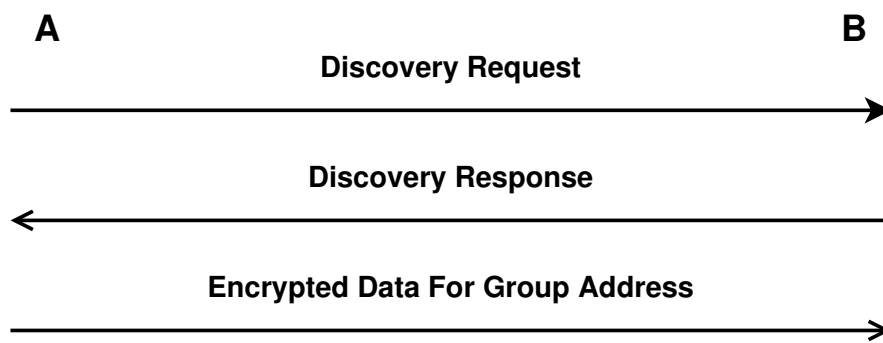 A B
Discovery Request
Discovery Response
Encrypted Data For Group Address